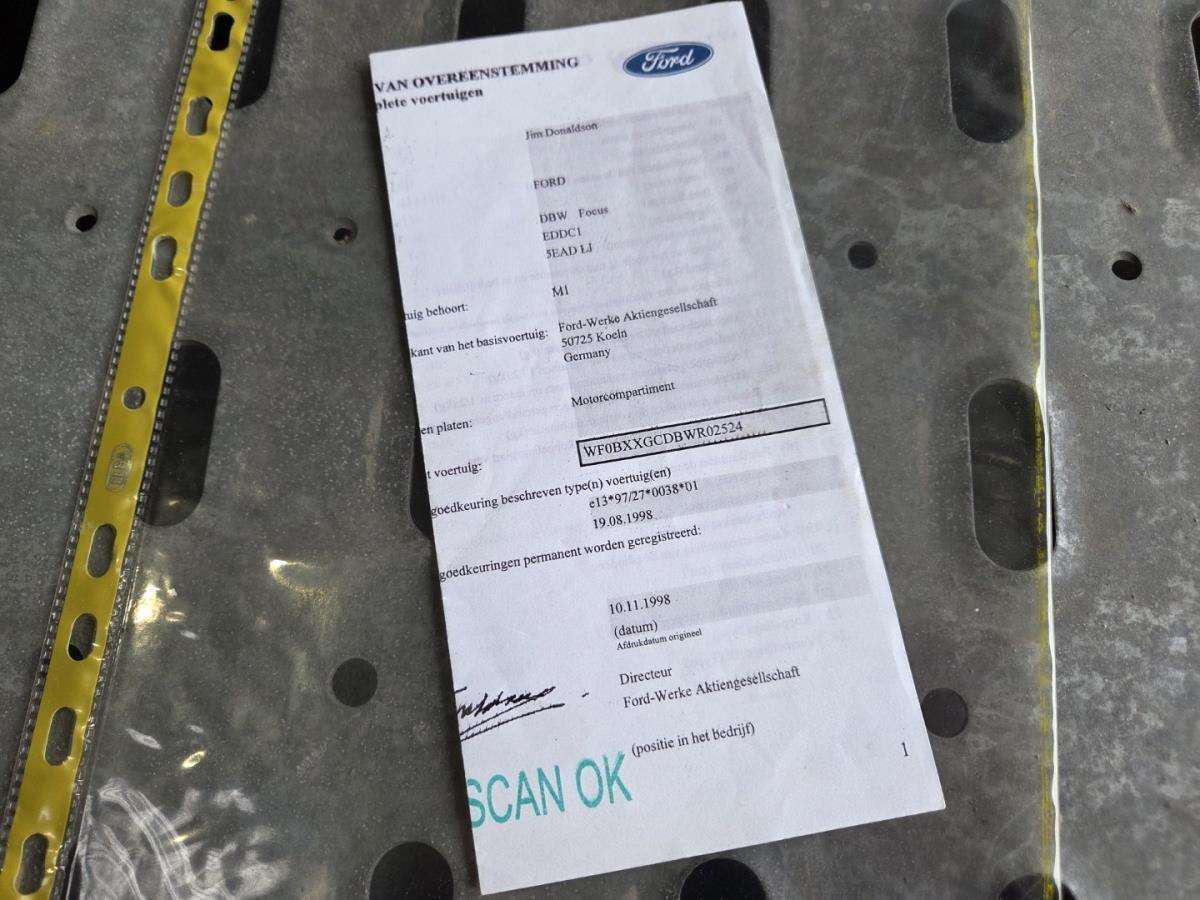 VAN OVEREENSTEMMING
Ford
plete voertuigen
Jim Donaldson
FORD
DBW Focus
EDDC1
5EAD LJ
uig behoort: M1
kant van het basisvoertuig: Ford-Werke Aktiengesellschaft
50725 Koeln
Germany
en platen: Motorcompartiment
t voertuig: WF0BXXGCDBWR02524
goedkeuring beschreven type(n) voertuig(en)
e13*97/27*0038*01
19.08.1998
goedkeuringen permanent worden geregistreerd:
10.11.1998
(datum)
Afdrukdatum origineel
Directeur
Ford-Werke Aktiengesellschaft
(positie in het bedrijf)
SCAN OK
1